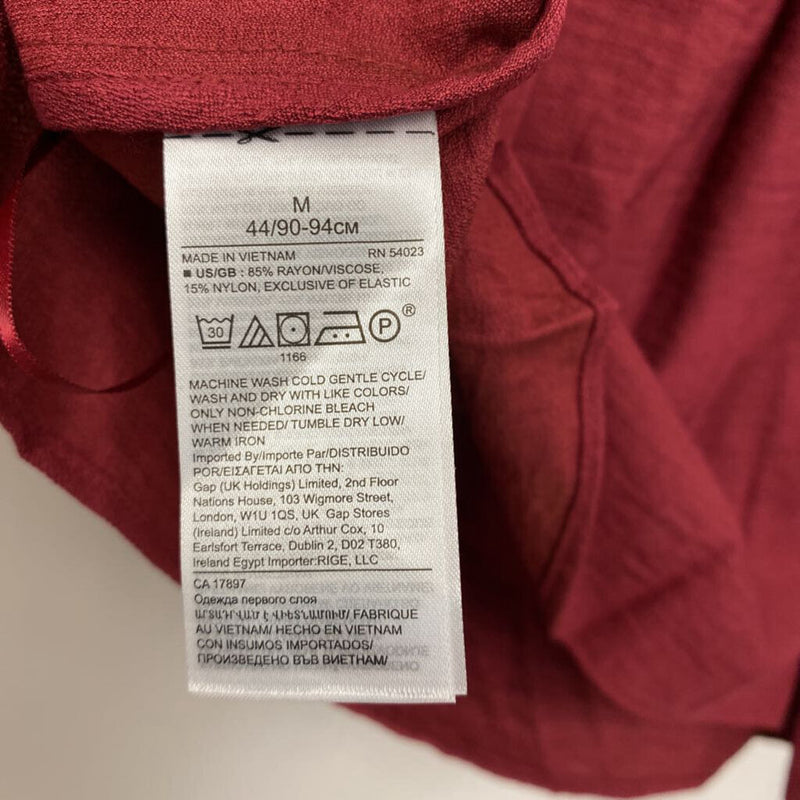 M
44/90-94см
MADE IN VIETNAM RN 54023
■ US/GB : 85% RAYON/VISCOSE,
15% NYLON, EXCLUSIVE OF ELASTIC
30 P ®
1166
MACHINE WASH COLD GENTLE CYCLE/
WASH AND DRY WITH LIKE COLORS/
ONLY NON-CHLORINE BLEACH
WHEN NEEDED/ TUMBLE DRY LOW/
WARM IRON
Imported By/Importe Par/DISTRIBUIDO
POR/ΕΙΣΑΓΕΤΑΙ ΑΠΟ ΤΗΝ:
Gap (UK Holdings) Limited, 2nd Floor
Nations House, 103 Wigmore Street,
London, W1U 1QS, UK Gap Stores
(Ireland) Limited c/o Arthur Cox, 10
Earlsfort Terrace, Dublin 2, D02 T380,
Ireland Egypt Importer:RIGE, LLC
CA 17897
Одежда первого слоя
ԱՐՏԱԴՐՎԱԾ Է ՎԻԵՏՆԱՄՈՒՄ/ FABRIQUE
AU VIETNAM/ HECHO EN VIETNAM
CON INSUMOS IMPORTADOS/
ПРОИЗВЕДЕНО ВЪВ ВИЕТНАМ/